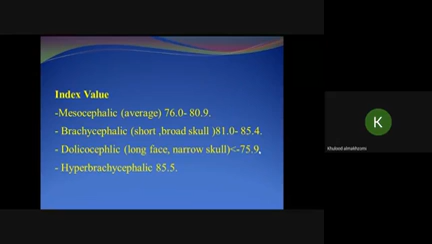 Index Value
-Mesocephalic (average) 76.0- 80.9.
- Brachycephalic (short ,broad skull )81.0- 85.4.
- Dolicocephlic (long face, narrow skull)<-75.9.
- Hyperbrachycephalic 85.5.
K